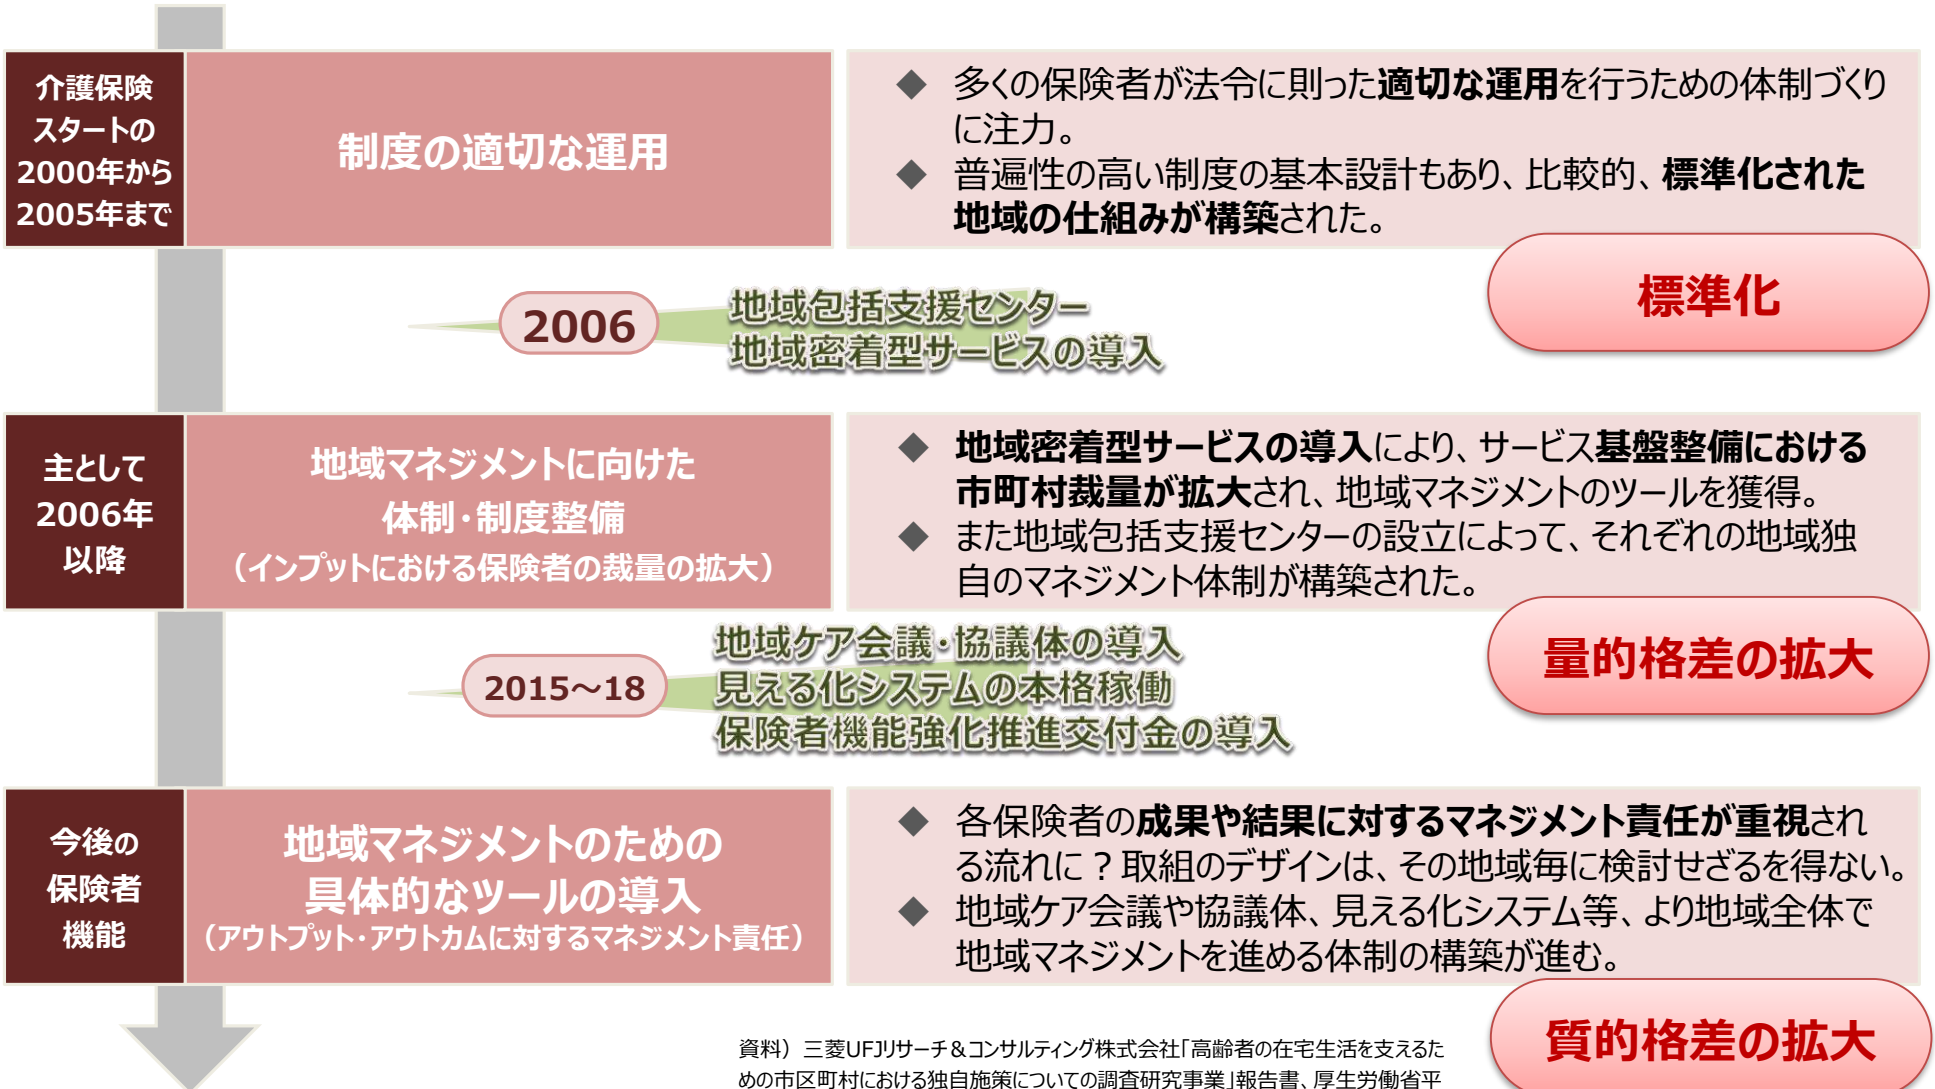 介護保険
スタートの
2000年から
2005年まで
制度の適切な運用
◆ 多くの保険者が法令に則った適切な運用を行うための体制づくり
に注力。
◆ 普遍性の高い制度の基本設計もあり、比較的、標準化された
地域の仕組みが構築された。
標準化
2006
地域包括支援センター
地域密着型サービスの導入
主として
2006年
以降
地域マネジメントに向けた
体制・制度整備
（インプットにおける保険者の裁量の拡大）
◆ 地域密着型サービスの導入により、サービス基盤整備における
市町村裁量が拡大され、地域マネジメントのツールを獲得。
◆ また地域包括支援センターの設立によって、それぞれの地域独
自のマネジメント体制が構築された。
量的格差の拡大
2015～18
地域ケア会議・協議体の導入
見える化システムの本格稼働
保険者機能強化推進交付金の導入
今後の
保険者
機能
地域マネジメントのための
具体的なツールの導入
（アウトプット・アウトカムに対するマネジメント責任）
◆ 各保険者の成果や結果に対するマネジメント責任が重視され
る流れに？取組のデザインは、その地域毎に検討せざるを得ない。
◆ 地域ケア会議や協議体、見える化システム等、より地域全体で
地域マネジメントを進める体制の構築が進む。
質的格差の拡大
資料）三菱UFJリサーチ＆コンサルティング株式会社「高齢者の在宅生活を支えるた
めの市区町村における独自施策についての調査研究事業」報告書、厚生労働省平